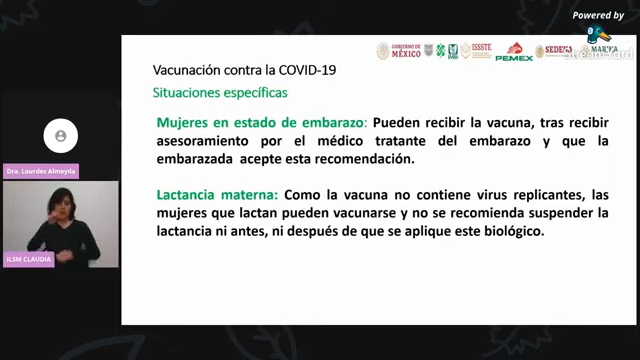 Powered by
StreamYard
GOBIERNO DE
MÉXICO
IMSS
ISSSTE
PEMEX
SEDENA
MARINA
Vacunación contra la COVID-19
Situaciones específicas
Mujeres en estado de embarazo: Pueden recibir la vacuna, tras recibir
asesoramiento por el médico tratante del embarazo y que la
embarazada acepte esta recomendación.
Lactancia materna: Como la vacuna no contiene virus replicantes, las
mujeres que lactan pueden vacunarse y no se recomienda suspender la
lactancia ni antes, ni después de que se aplique este biológico.
Dra. Lourdes Almeyda
ILSM CLAUDIA